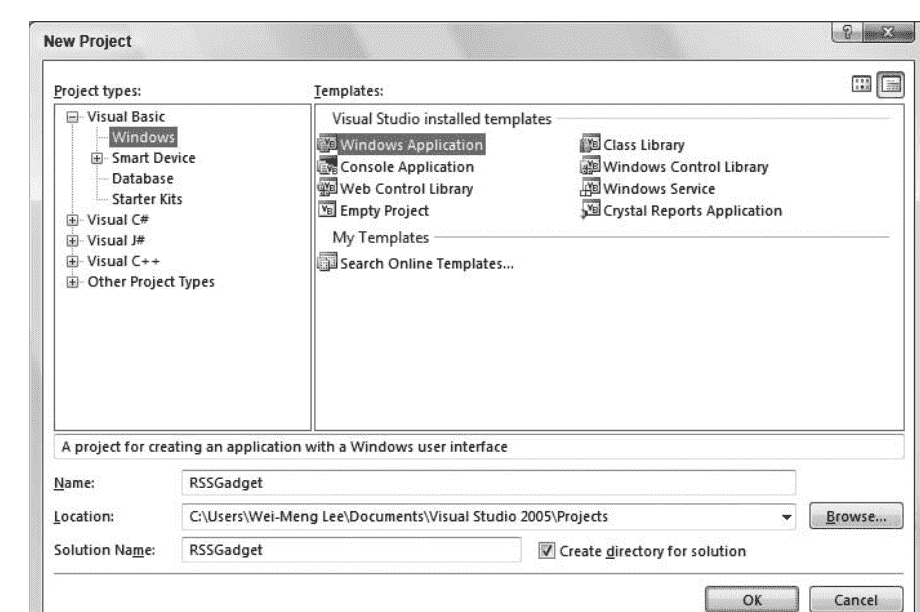 New Project
Project types:
Templates:
Visual Basic
Windows
Smart Device
Database
Starter Kits
Visual C#
Visual J#
Visual C++
Other Project Types
Visual Studio installed templates
Windows Application
Class Library
Console Application
Windows Control Library
Web Control Library
Windows Service
Empty Project
Crystal Reports Application
My Templates
Search Online Templates...
A project for creating an application with a Windows user interface
Name:
RSSGadget
Location:
C:\Users\Wei-Meng Lee\Documents\Visual Studio 2005\Projects
Browse...
Solution Name:
RSSGadget
Create directory for solution
OK
Cancel